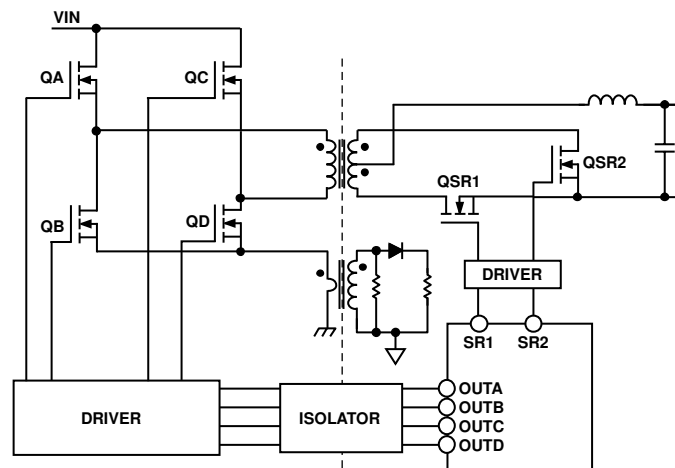 VIN
QA
QC
QB
QD
QSR1
QSR2
DRIVER
SR1
SR2
DRIVER
ISOLATOR
OUTA
OUTB
OUTC
OUTD